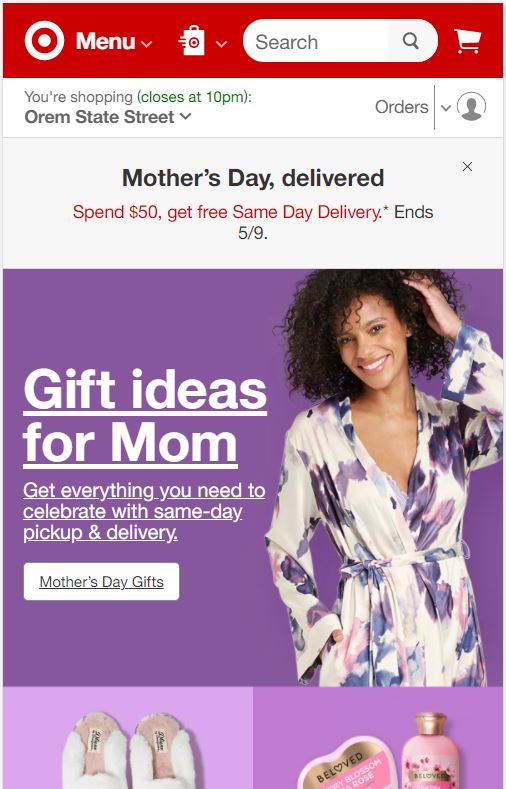 Menu
Search
You're shopping (closes at 10pm):
Orem State Street
Orders
Mother's Day, delivered
Spend $50, get free Same Day Delivery.* Ends
5/9.
Gift ideas
for Mom
Get everything you need to
celebrate with same-day
pickup & delivery.
Mother's Day Gifts
BELOVED
BLOSSOM
ROSE
BELOVED